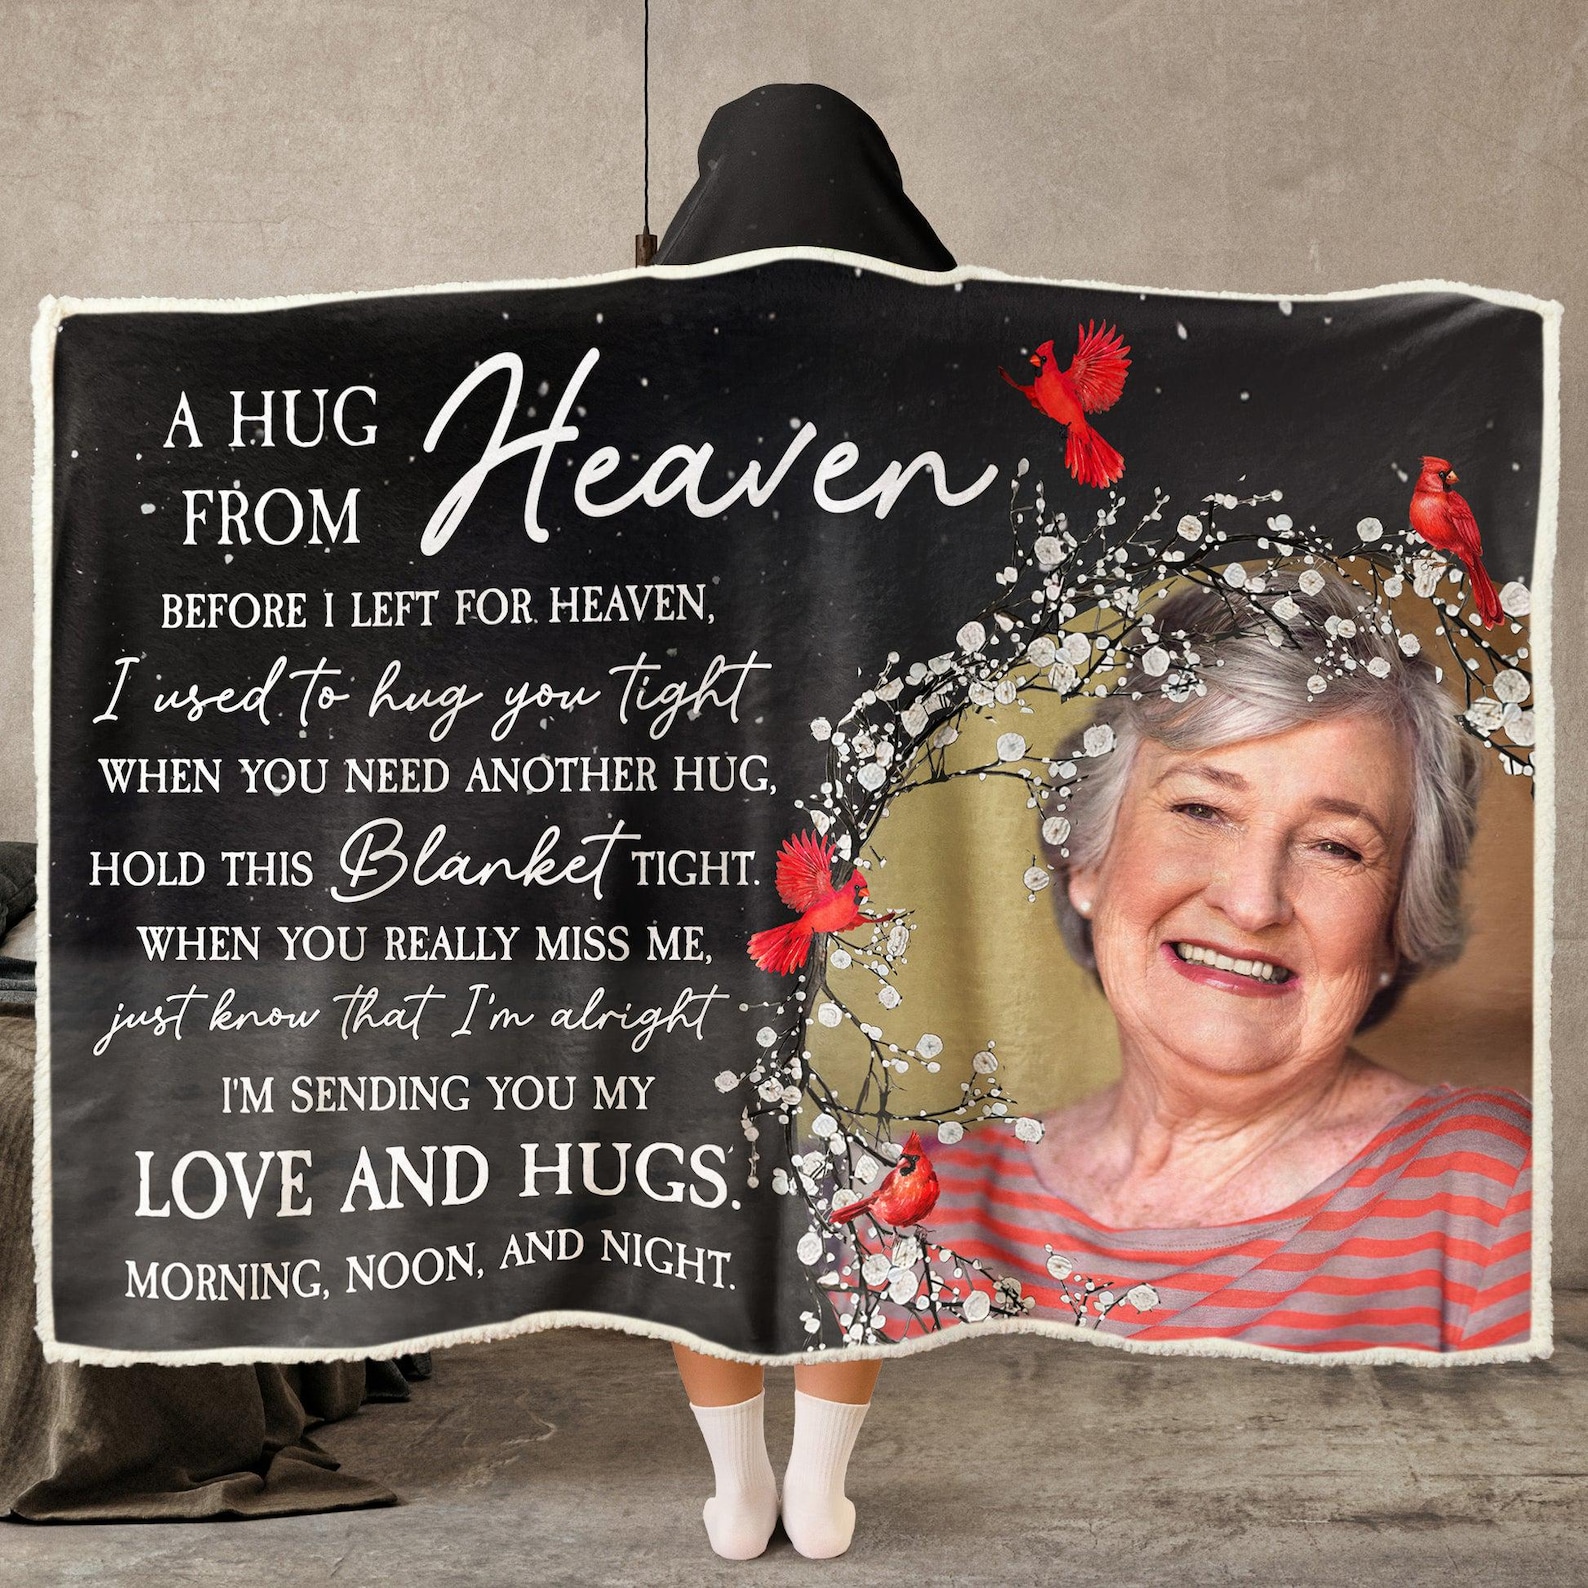 A HUG
FROM Heaven
BEFORE I LEFT FOR HEAVEN,
I used to hug you tight
WHEN YOU NEED ANOTHER HUG,
HOLD THIS Blanket TIGHT.
WHEN YOU REALLY MISS ME,
just know that I'm alright
I'M SENDING YOU MY
LOVE AND HUGS.
MORNING, NOON, AND NIGHT.